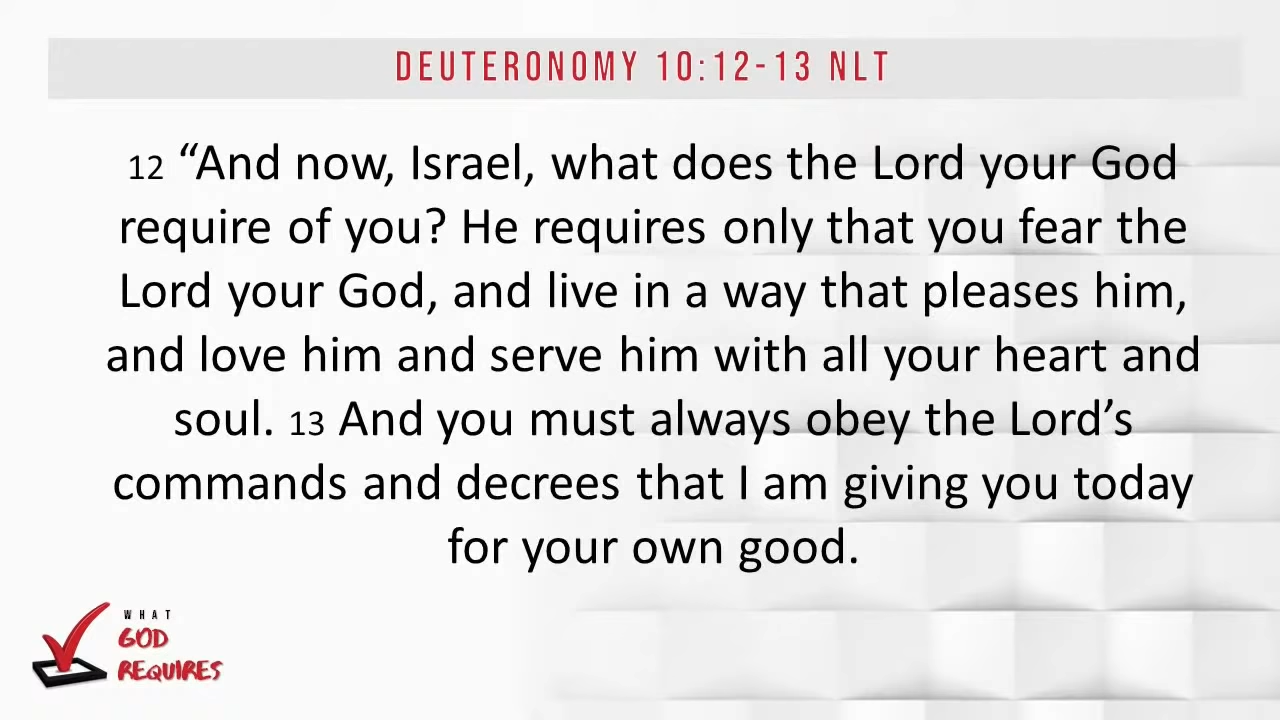 DEUTERONOMY 10:12-13 NLT
12 “And now, Israel, what does the Lord your God
require of you? He requires only that you fear the
Lord your God, and live in a way that pleases him,
and love him and serve him with all your heart and
soul. 13 And you must always obey the Lord’s
commands and decrees that I am giving you today
for your own good.
WHAT
GOD
REQUIRES